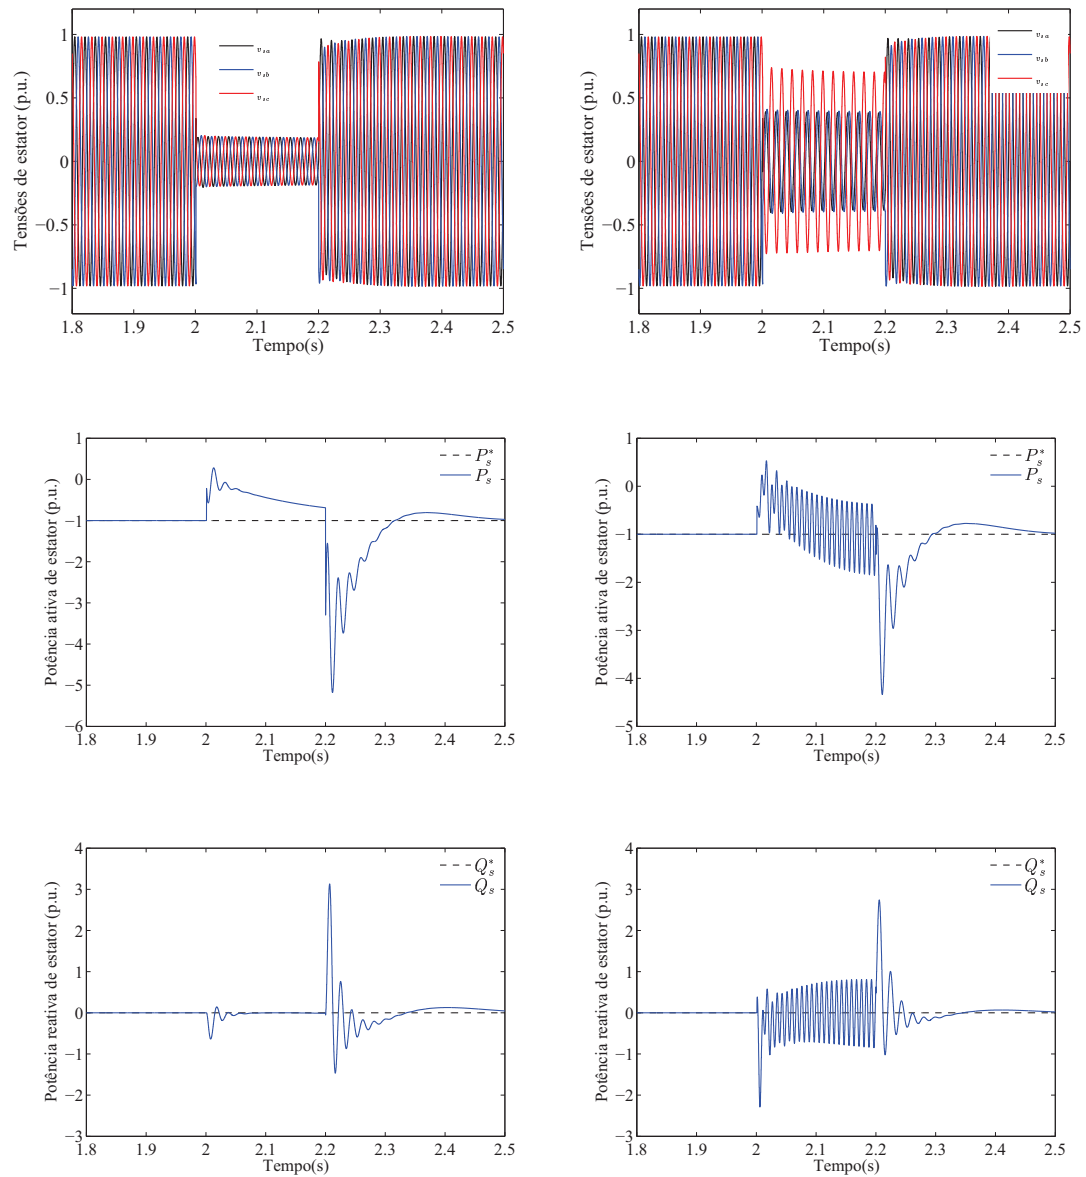 Tensões de estator (p.u.)
1
0.5
0
−0.5
−1
v_sa
v_sb
v_sc
1.8 1.9 2 2.1 2.2 2.3 2.4 2.5
Tempo(s)
Tensões de estator (p.u.)
1
0.5
0
−0.5
−1
v_sa
v_sb
v_sc
1.8 1.9 2 2.1 2.2 2.3 2.4 2.5
Tempo(s)
Potência ativa de estator (p.u.)
1
0
−1
−2
−3
−4
−5
−6
P_s^*
P_s
1.8 1.9 2 2.1 2.2 2.3 2.4 2.5
Tempo(s)
Potência ativa de estator (p.u.)
1
0
−1
−2
−3
−4
−5
P_s^*
P_s
1.8 1.9 2 2.1 2.2 2.3 2.4 2.5
Tempo(s)
Potência reativa de estator (p.u.)
4
3
2
1
0
−1
−2
−3
Q_s^*
Q_s
1.8 1.9 2 2.1 2.2 2.3 2.4 2.5
Tempo(s)
Potência reativa de estator (p.u.)
4
3
2
1
0
−1
−2
−3
Q_s^*
Q_s
1.8 1.9 2 2.1 2.2 2.3 2.4 2.5
Tempo(s)